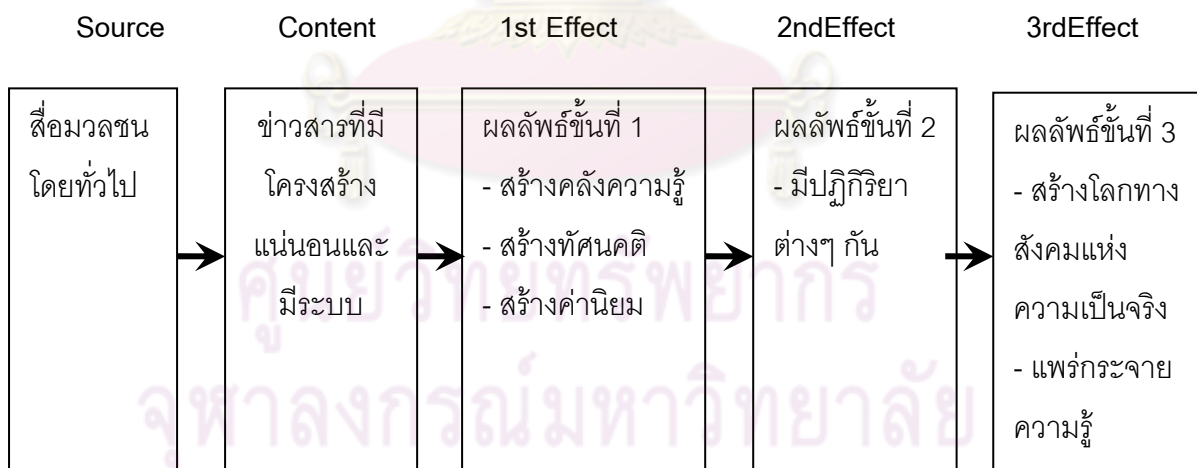 Source Content 1st Effect 2ndEffect 3rdEffect
สื่อมวลชน
โดยทั่วไป
ข่าวสารที่มี
โครงสร้าง
แน่นอนและ
มีระบบ
ผลลัพธ์ขั้นที่ 1
- สร้างคลังความรู้
- สร้างทัศนคติ
- สร้างค่านิยม
ผลลัพธ์ขั้นที่ 2
- มีปฏิกิริยา
ต่างๆ กัน
ผลลัพธ์ขั้นที่ 3
- สร้างโลกทาง
สังคมแห่ง
ความเป็นจริง
- แพร่กระจาย
ความรู้
ศูนย์วิทยทรัพยากร
จุฬาลงกรณ์มหาวิทยาลัย